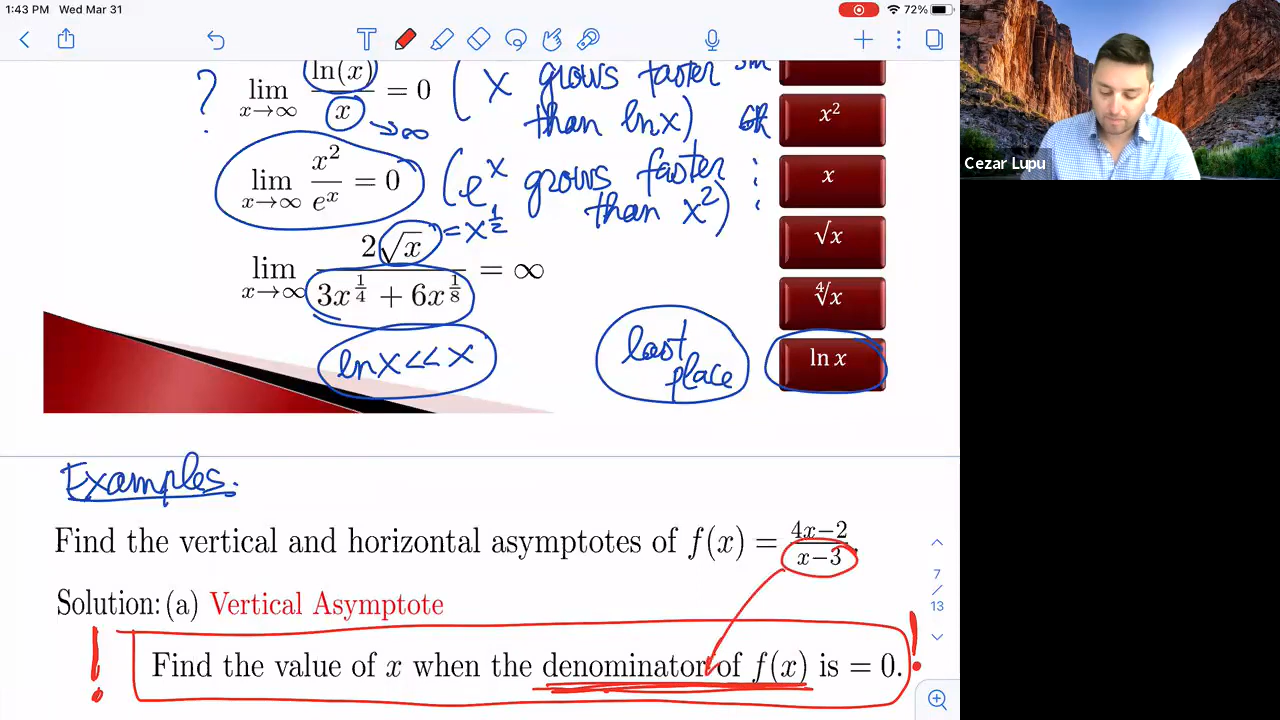 1:43 PM Wed Mar 31
72%
? lim x→∞ ln(x)/x = 0 ( x grows faster
→∞ than ln x)
lim x→∞ x²/eˣ = 0 (eˣ grows faster
than x²)
lim x→∞ 2√x/(3x^{1/4} + 6x^{1/8}) = ∞
= x^{1/2}
ln x << x
last
place
x²
x
√x
∜x
ln x
Cezar Lupu
Examples.
Find the vertical and horizontal asymptotes of f(x) = (4x−2)/(x−3).
Solution: (a) Vertical Asymptote
! Find the value of x when the denominator of f(x) is = 0. !
7
/
13